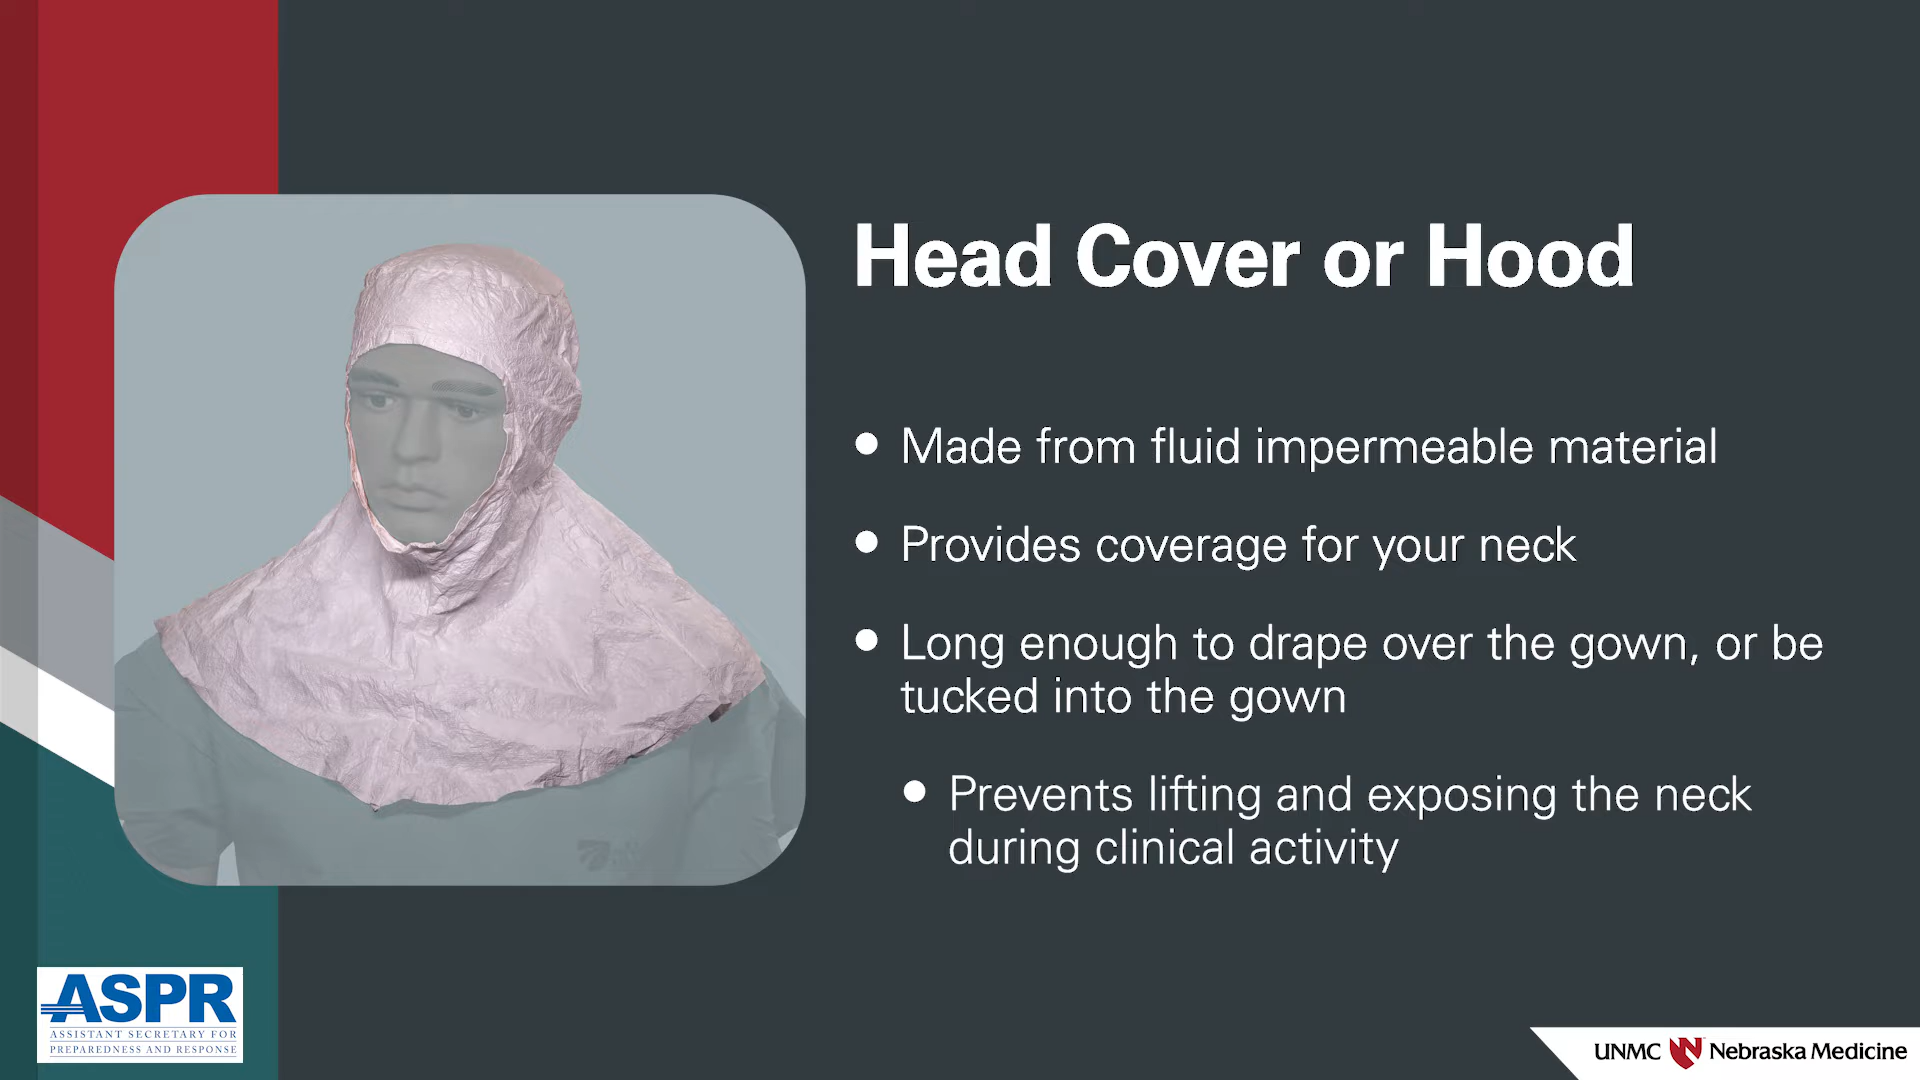 Head Cover or Hood
• Made from fluid impermeable material
• Provides coverage for your neck
• Long enough to drape over the gown, or be
tucked into the gown
• Prevents lifting and exposing the neck
during clinical activity
ASPR
ASSISTANT SECRETARY FOR
PREPAREDNESS AND RESPONSE
UNMC N Nebraska Medicine